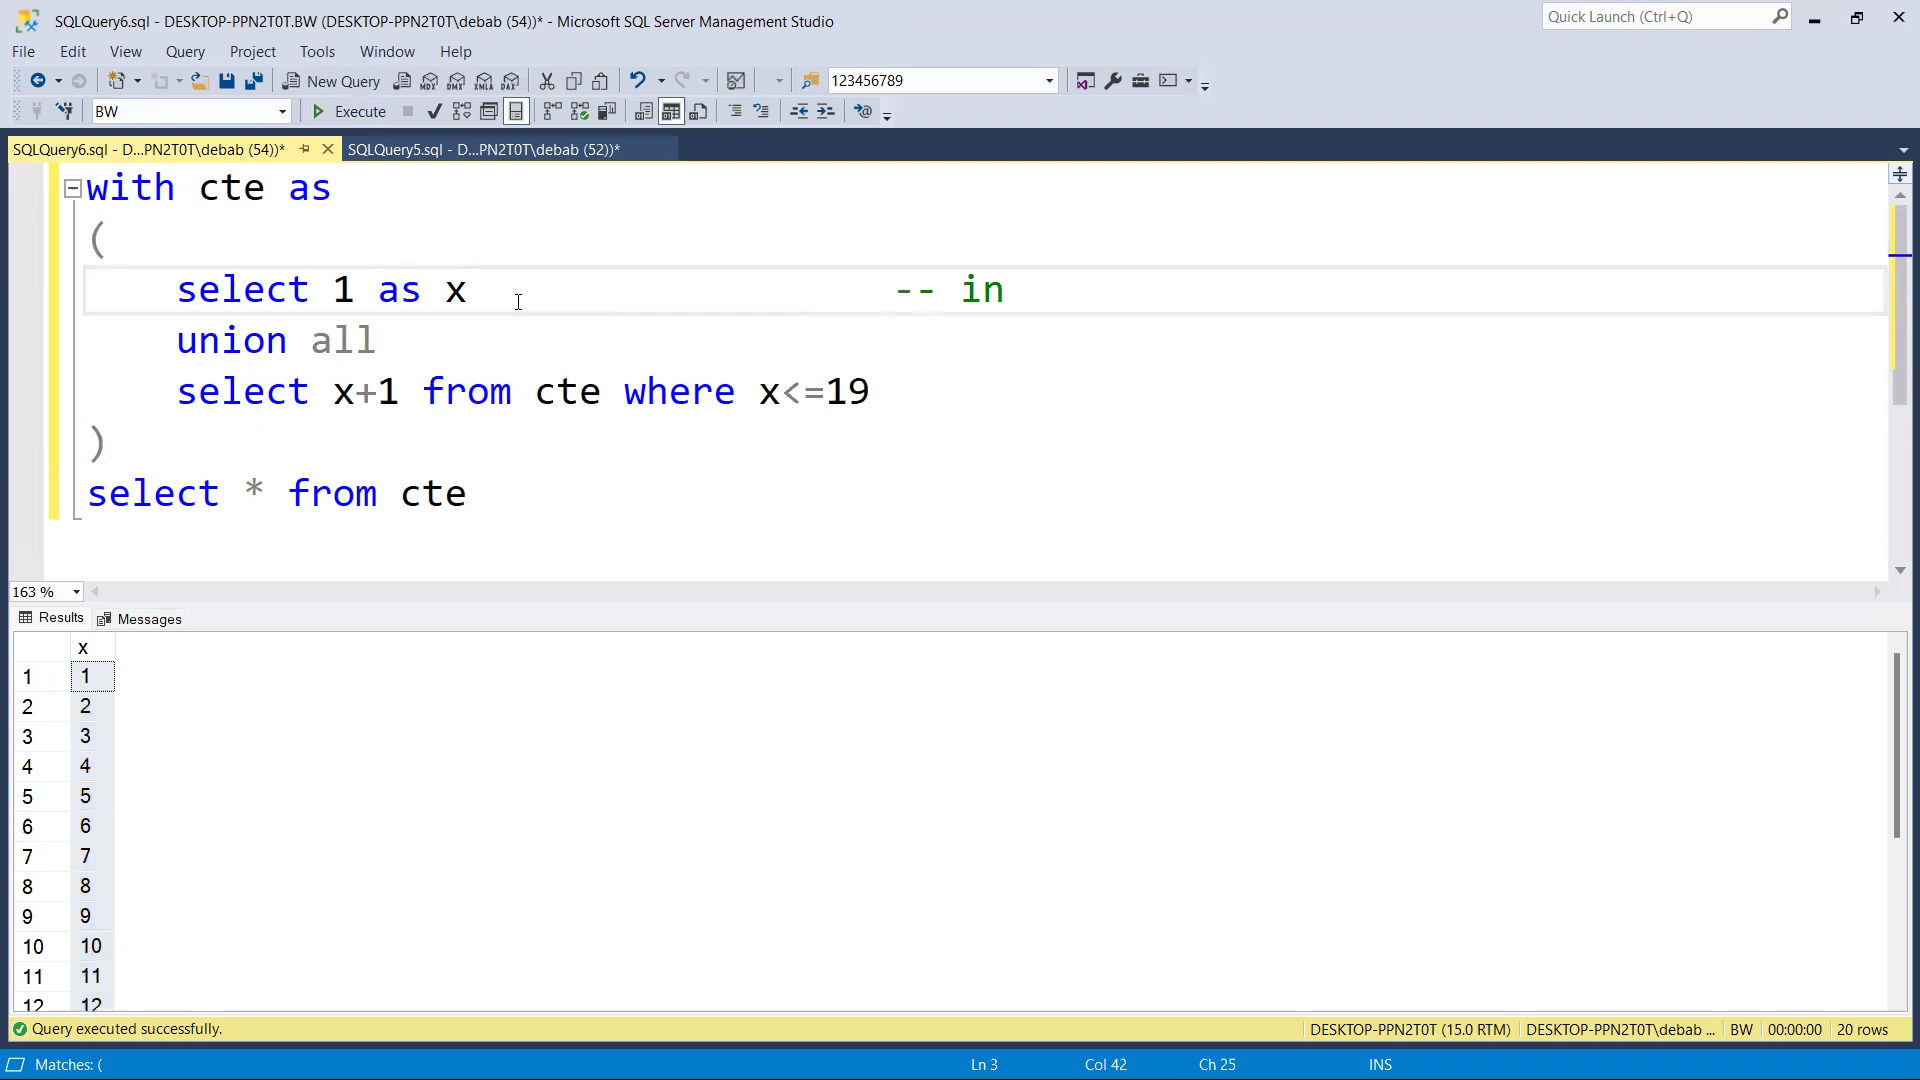 SQLQuery6.sql - DESKTOP-PPN2T0T.BW (DESKTOP-PPN2T0T\debab (54))* - Microsoft SQL Server Management Studio
Quick Launch (Ctrl+Q)
File Edit View Query Project Tools Window Help
New Query MDX DMX XMLA DAX 123456789
BW Execute
SQLQuery6.sql - D...PN2T0T\debab (54))* SQLQuery5.sql - D...PN2T0T\debab (52))*
with cte as
(
select 1 as x -- in
union all
select x+1 from cte where x<=19
)
select * from cte
163 %
Results Messages
x
1 1
2 2
3 3
4 4
5 5
6 6
7 7
8 8
9 9
10 10
11 11
12 12
Query executed successfully. DESKTOP-PPN2T0T (15.0 RTM) DESKTOP-PPN2T0T\debab ... BW 00:00:00 20 rows
Matches: ( Ln 3 Col 42 Ch 25 INS